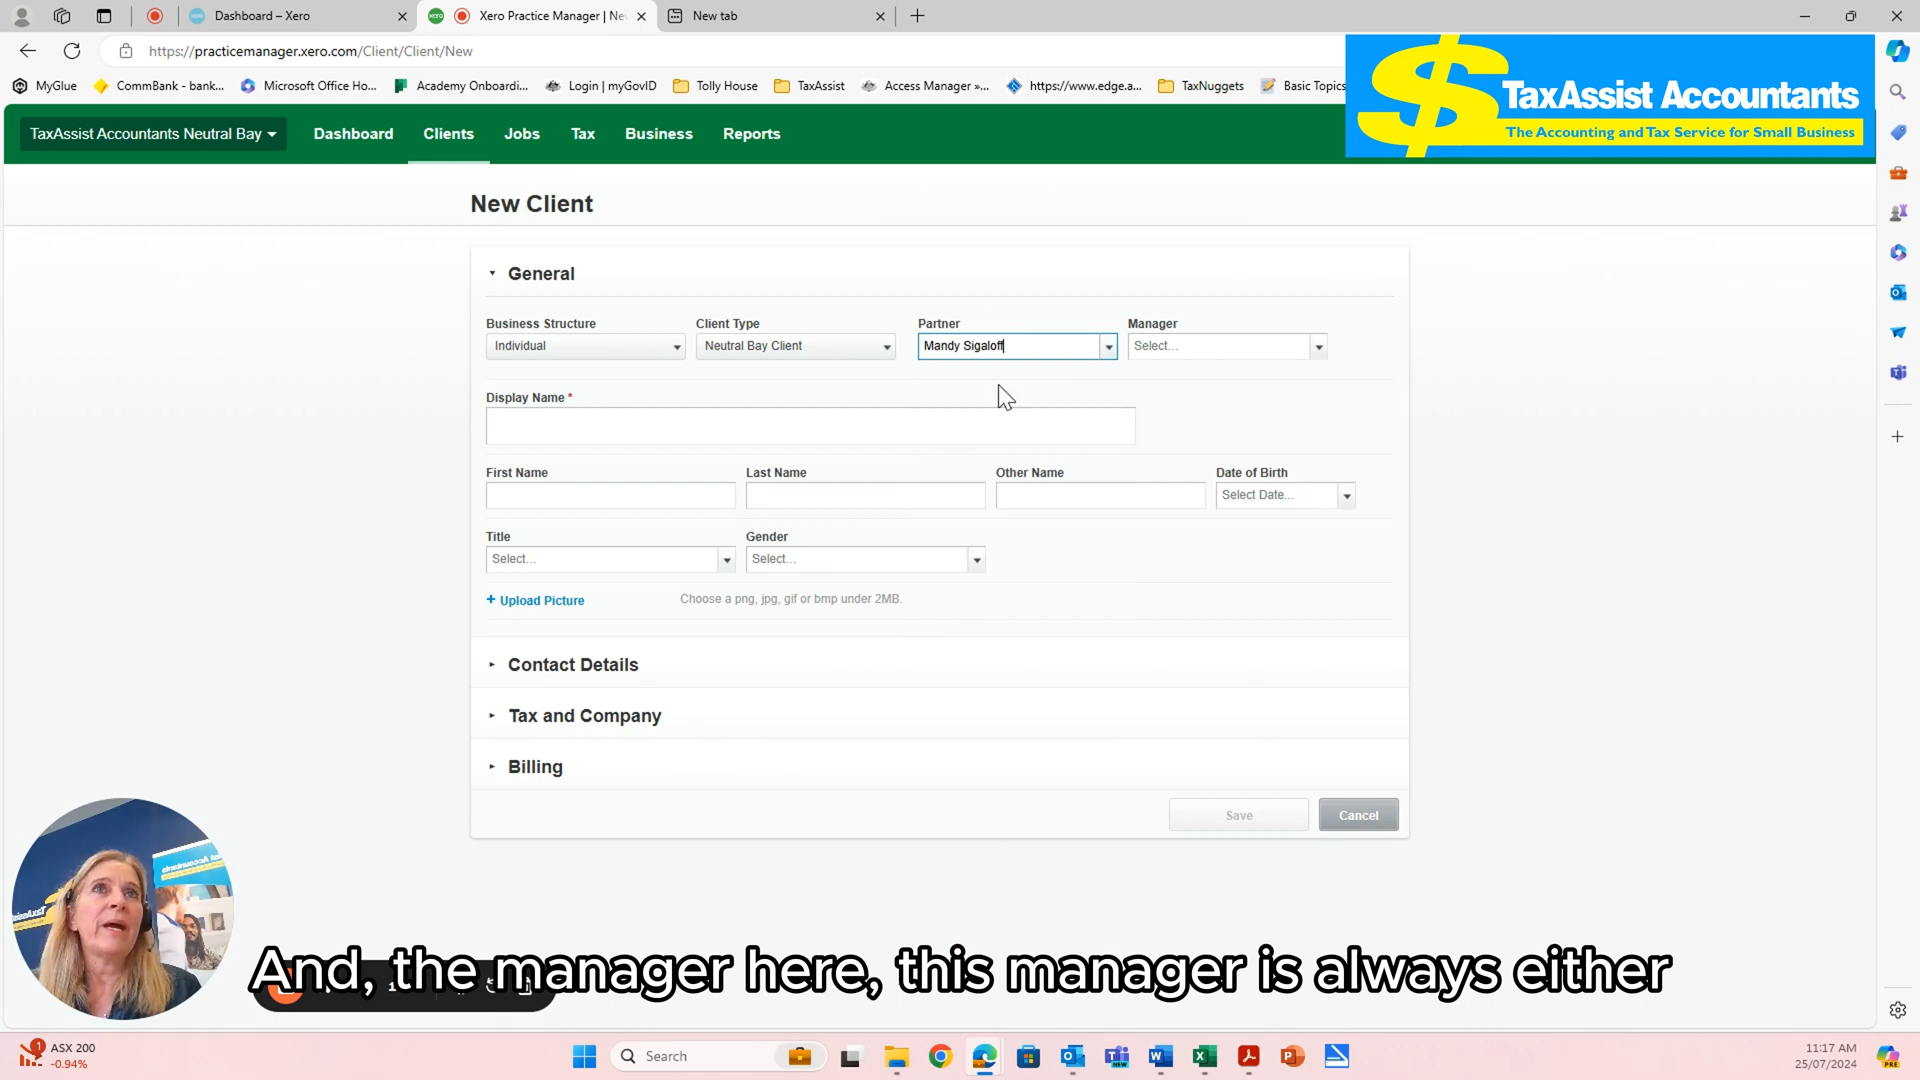 Dashboard – Xero
Xero Practice Manager | Ne
New tab
https://practicemanager.xero.com/Client/Client/New
MyGlue
CommBank - bank...
Microsoft Office Ho...
Academy Onboardi...
Login | myGovID
Tolly House
TaxAssist
Access Manager »...
https://www.edge.a...
TaxNuggets
Basic Topics
TaxAssist Accountants
The Accounting and Tax Service for Small Business
TaxAssist Accountants Neutral Bay
Dashboard
Clients
Jobs
Tax
Business
Reports
New Client
General
Business Structure
Client Type
Partner
Manager
Individual
Neutral Bay Client
Mandy Sigaloff
Select...
Display Name *
First Name
Last Name
Other Name
Date of Birth
Select Date...
Title
Gender
Select...
Select...
+ Upload Picture
Choose a png, jpg, gif or bmp under 2MB.
Contact Details
Tax and Company
Billing
Save
Cancel
And, the manager here, this manager is always either
ASX 200
-0.94%
Search
11:17 AM
25/07/2024